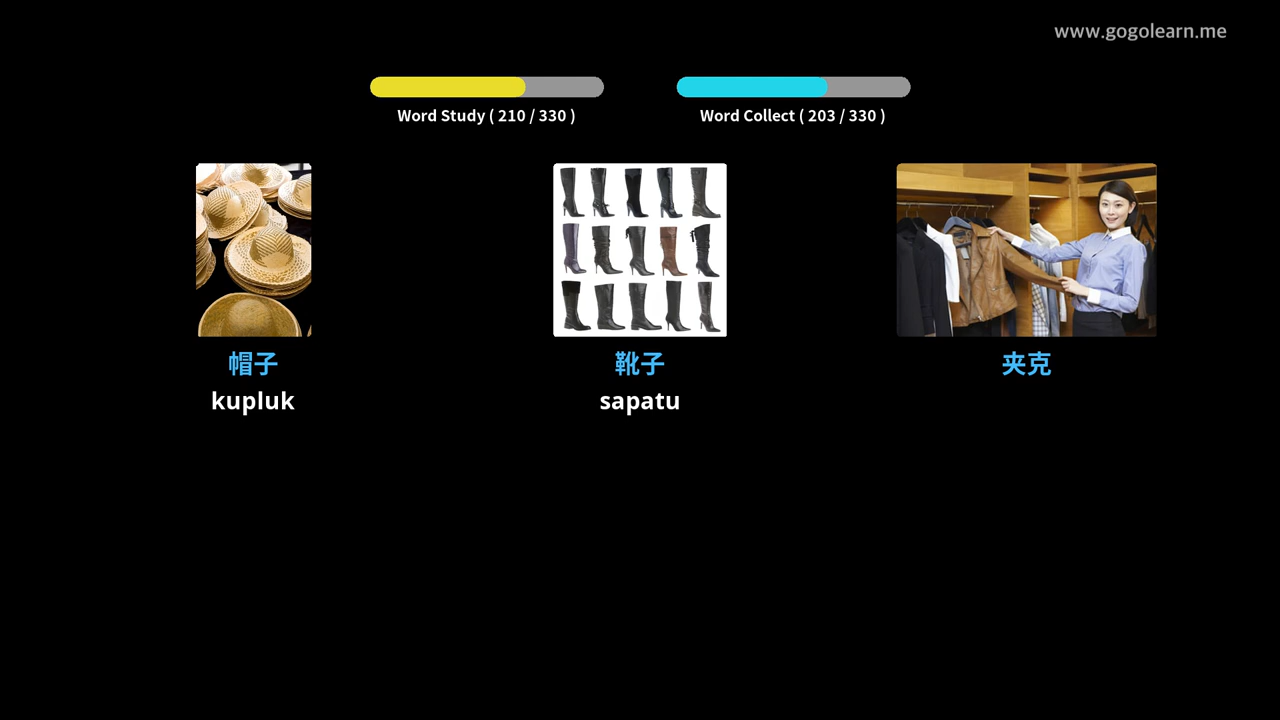 www.gogolearn.me
Word Study ( 210 / 330 )
Word Collect ( 203 / 330 )
帽子
靴子
夹克
kupluk
sapatu